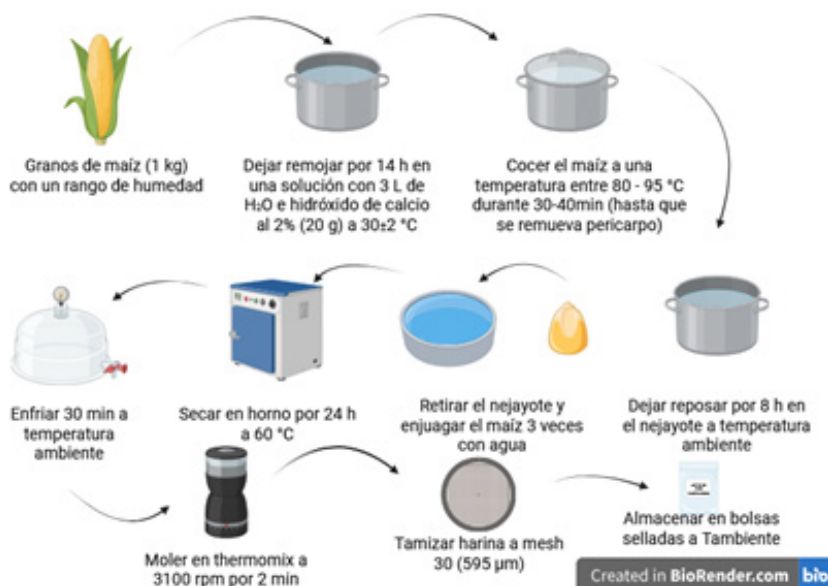 Granos de maíz (1 kg)
con un rango de humedad
Dejar remojar por 14 h en
una solución con 3 L de
H₂O e hidróxido de calcio
al 2% (20 g) a 30±2 °C
Cocer el maíz a una
temperatura entre 80 - 95 °C
durante 30-40min (hasta que
se remueva pericarpo)
Dejar reposar por 8 h en
el nejayote a temperatura
ambiente
Retirar el nejayote y
enjuagar el maíz 3 veces
con agua
Secar en horno por 24 h
a 60 °C
Enfriar 30 min a
temperatura
ambiente
Moler en thermomix a
3100 rpm por 2 min
Tamizar harina a mesh
30 (595 µm)
Almacenar en bolsas
selladas a Tambiente
Created in BioRender.com bio